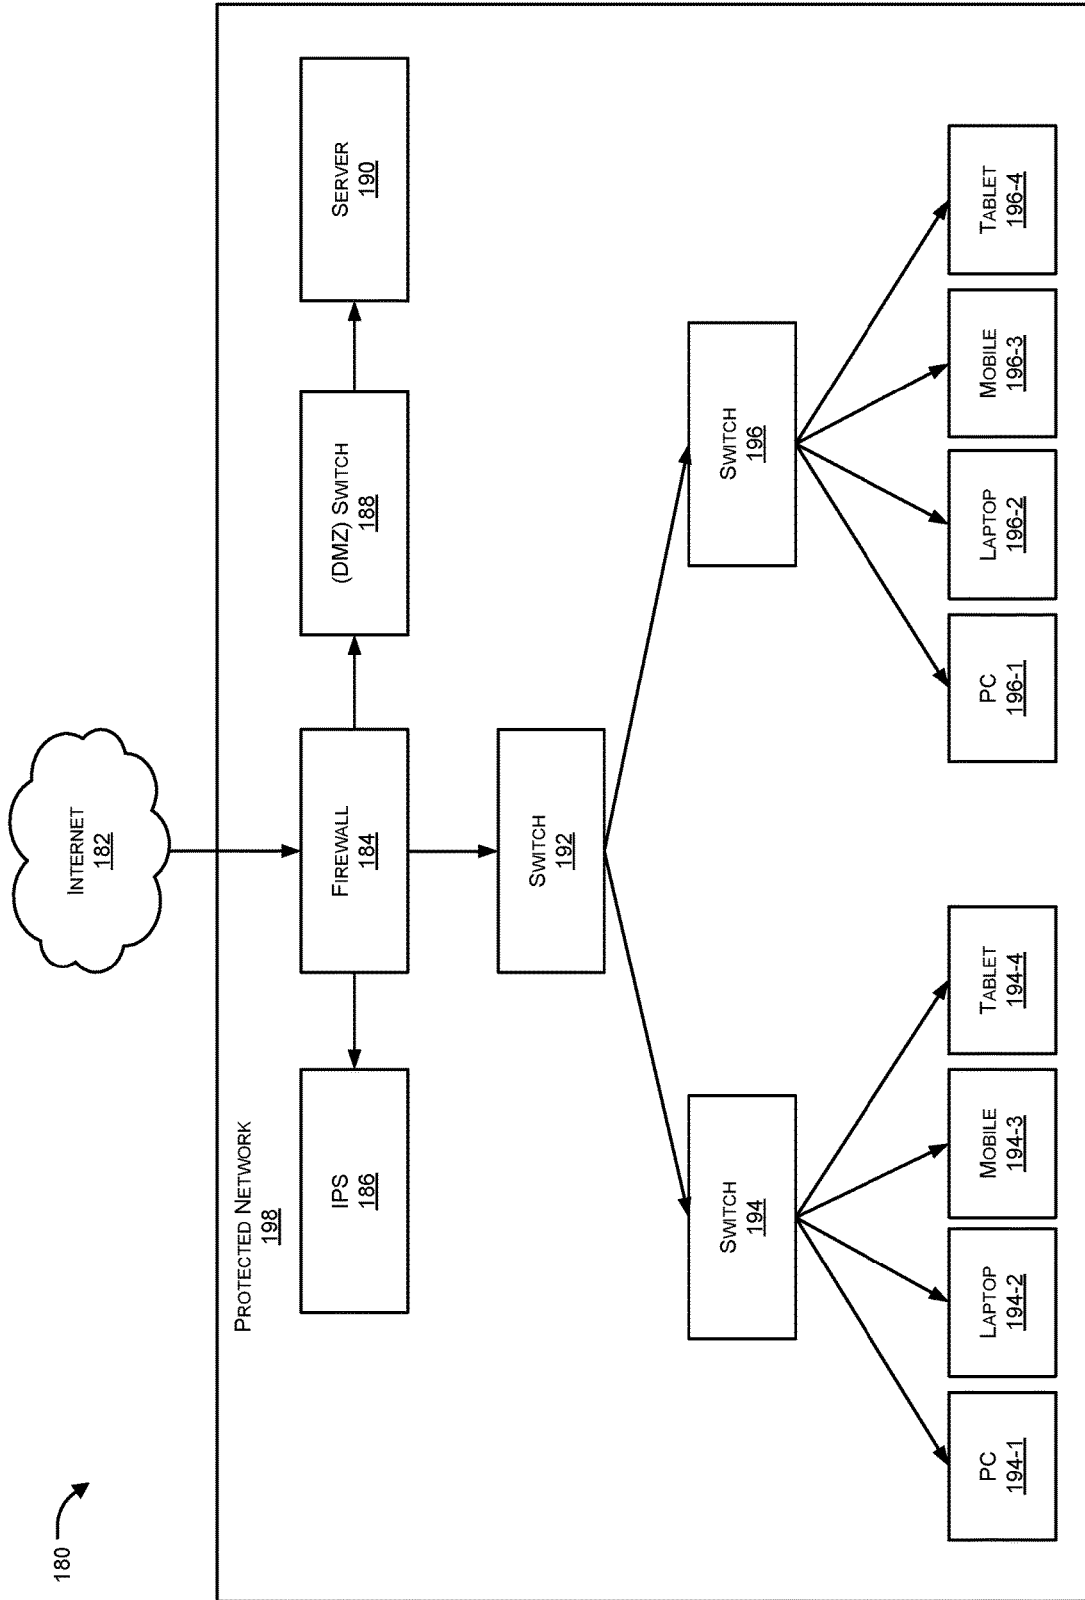 180
INTERNET
182
PROTECTED NETWORK
198
IPS
186
FIREWALL
184
(DMZ) SWITCH
188
SERVER
190
SWITCH
192
SWITCH
194
SWITCH
196
PC
194-1
LAPTOP
194-2
MOBILE
194-3
TABLET
194-4
PC
196-1
LAPTOP
196-2
MOBILE
196-3
TABLET
196-4